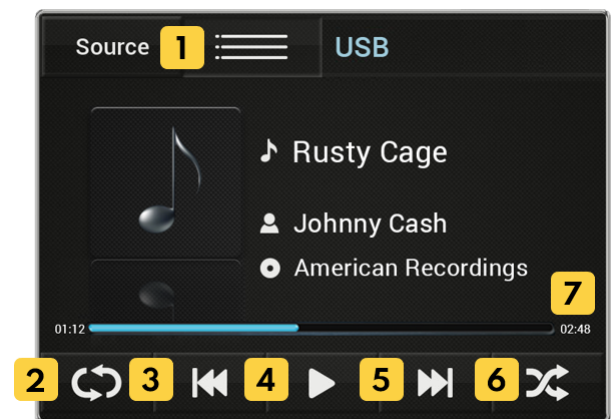 Source 1 USB
Rusty Cage
Johnny Cash
American Recordings
7
01:12 02:48
2 3 4 5 6